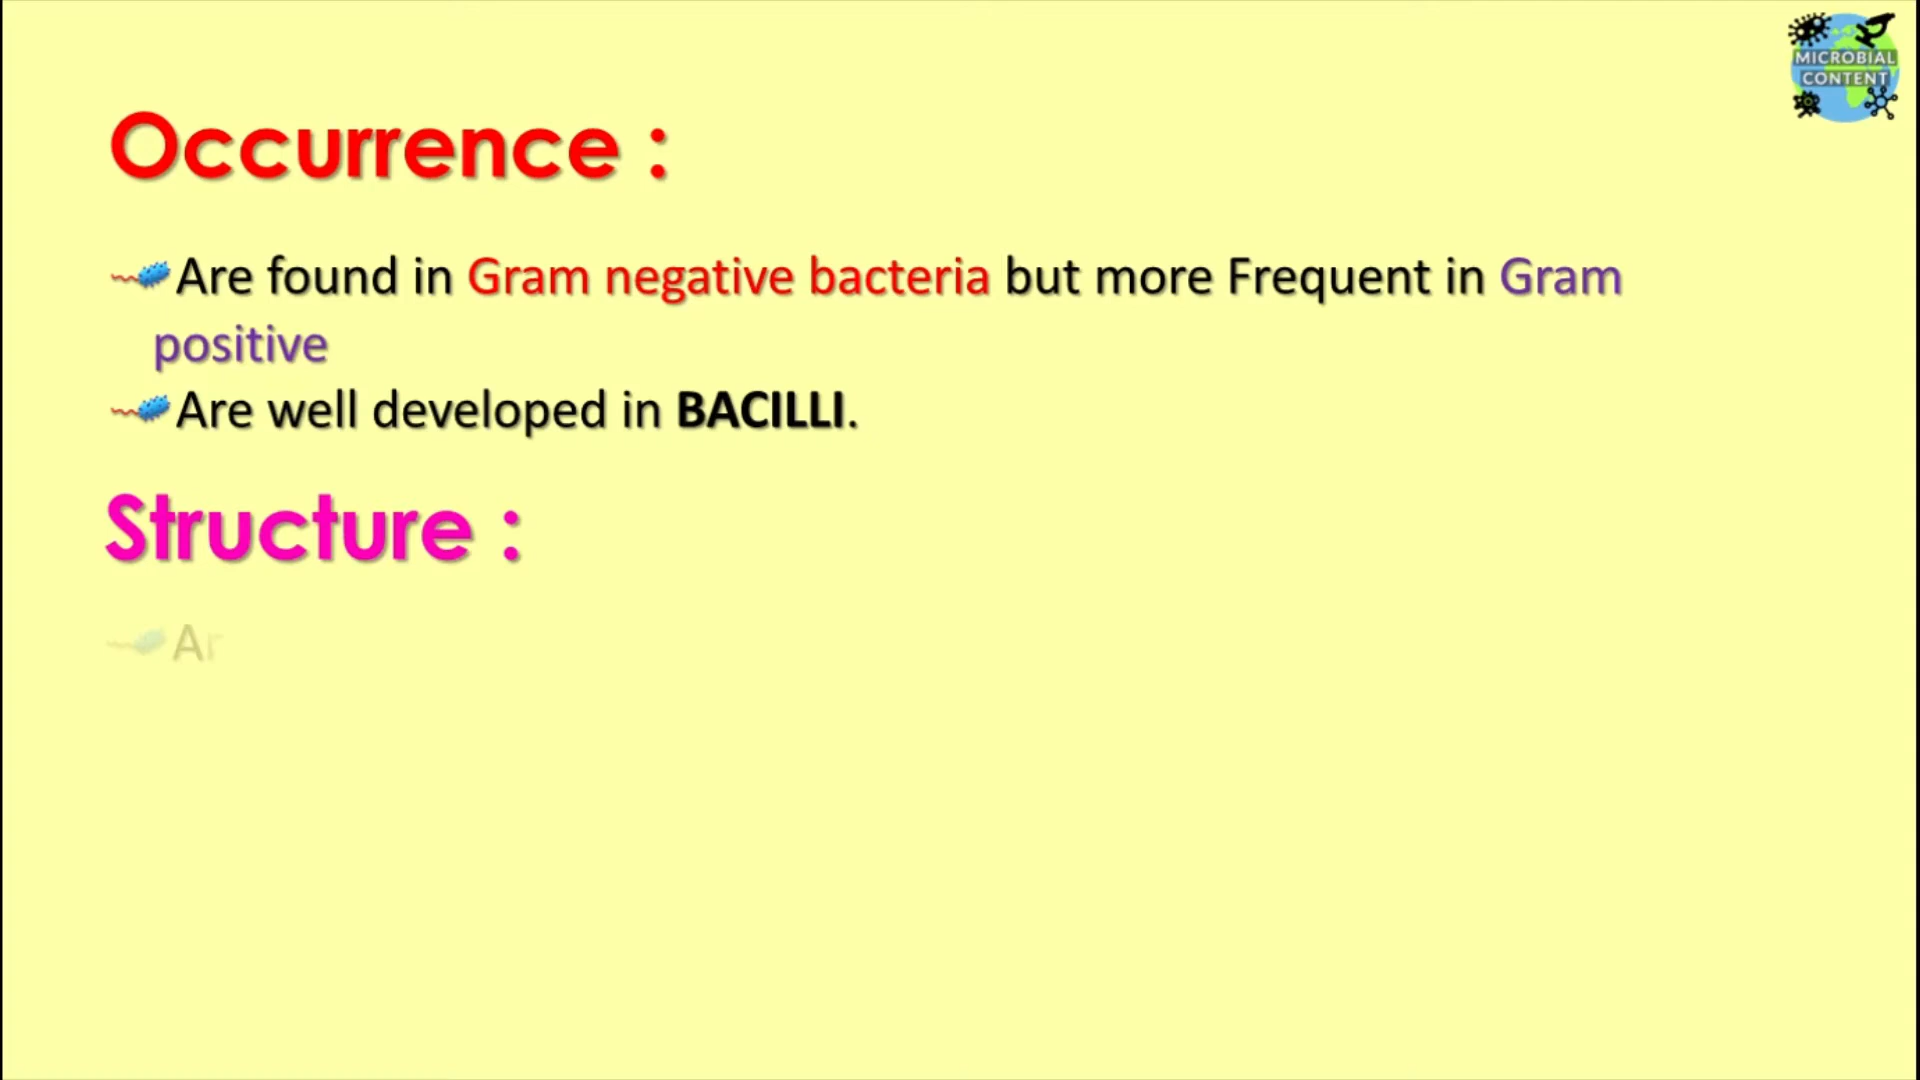 MICROBIAL
CONTENT
Occurrence :
Are found in Gram negative bacteria but more Frequent in Gram
positive
Are well developed in BACILLI.
Structure :
Ar